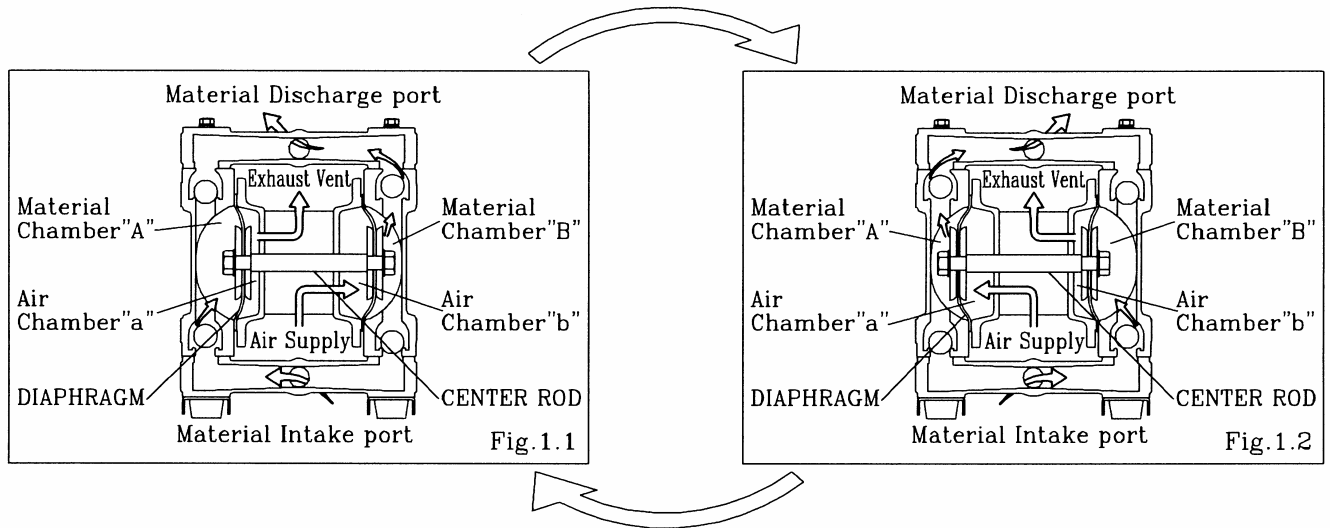 Material Discharge port
Exhaust Vent
Material
Chamber"A"
Material
Chamber"B"
Air
Chamber"a"
Air
Chamber"b"
Air Supply
DIAPHRAGM
CENTER ROD
Material Intake port
Fig.1.1
Material Discharge port
Exhaust Vent
Material
Chamber"A"
Material
Chamber"B"
Air
Chamber"a"
Air
Chamber"b"
Air Supply
DIAPHRAGM
CENTER ROD
Material Intake port
Fig.1.2